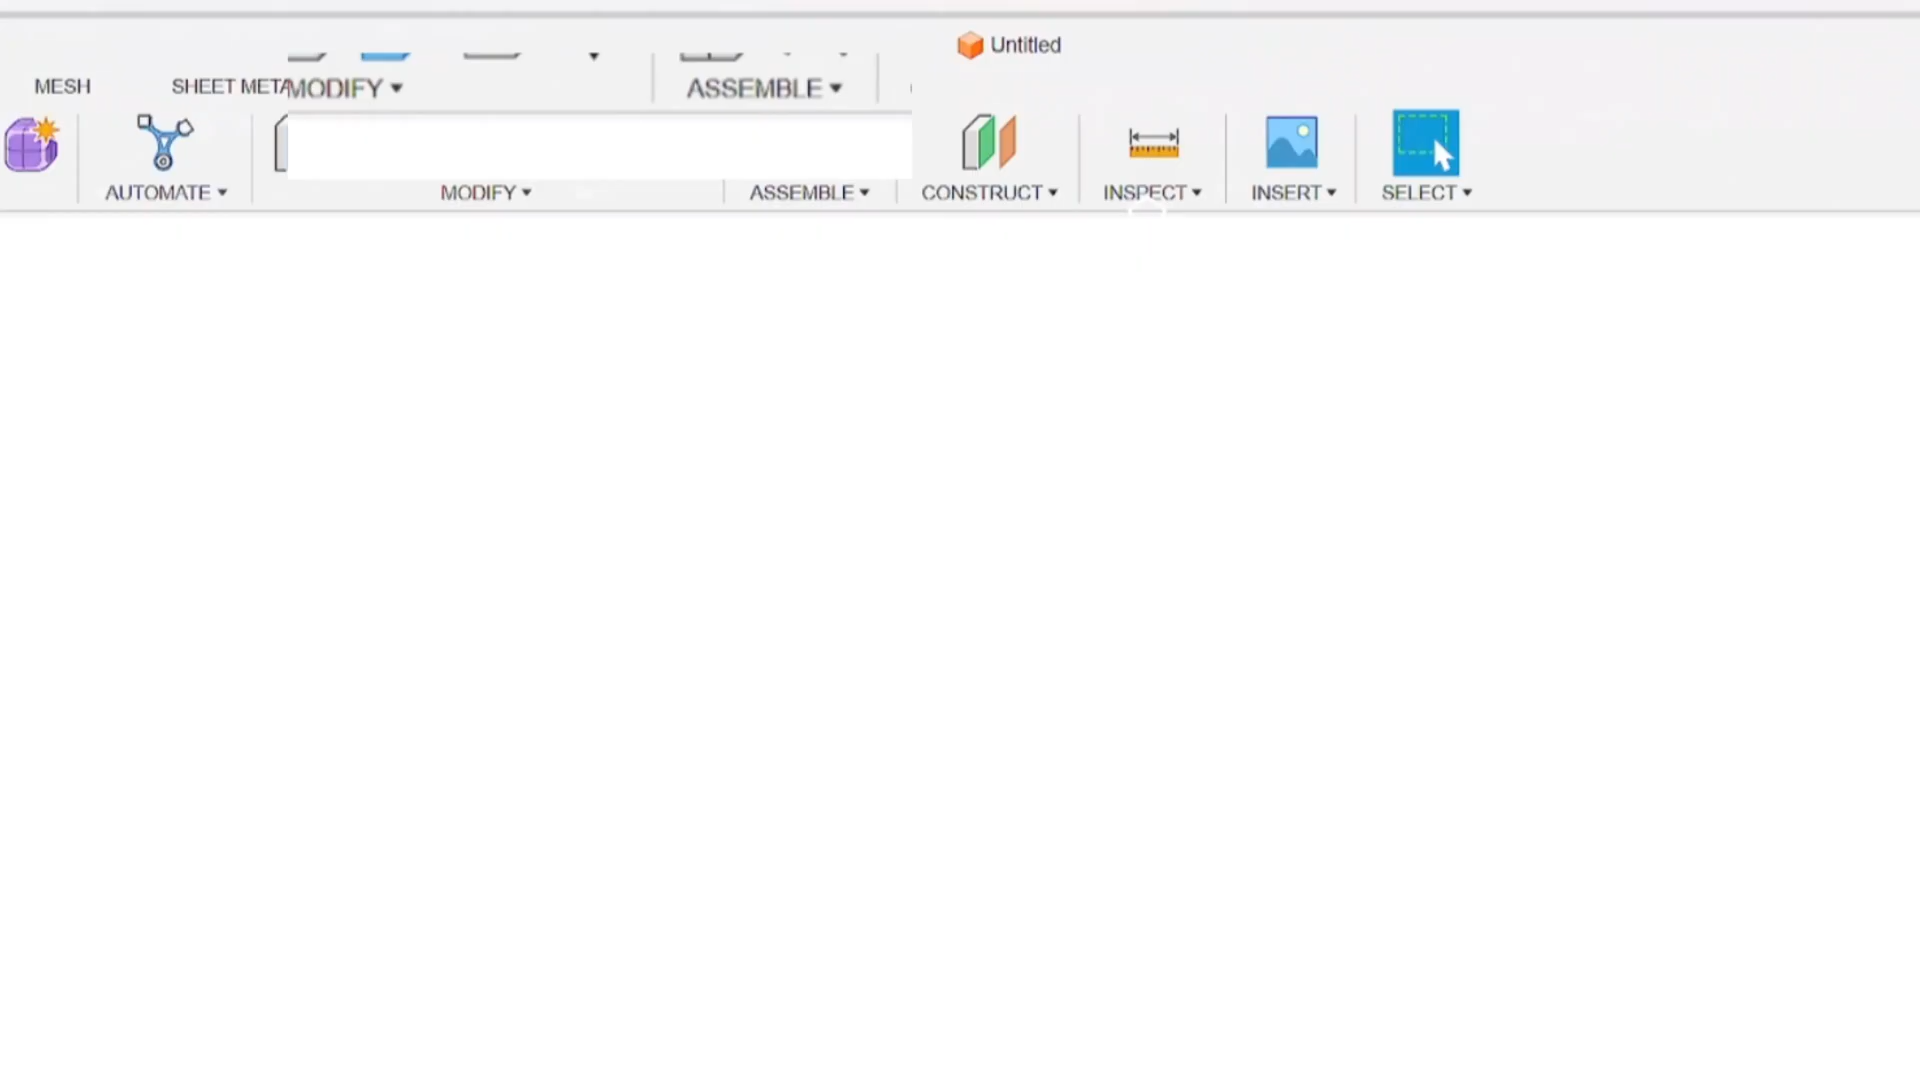 Untitled
MESH SHEET META MODIFY ASSEMBLE
AUTOMATE MODIFY ASSEMBLE CONSTRUCT INSPECT INSERT SELECT